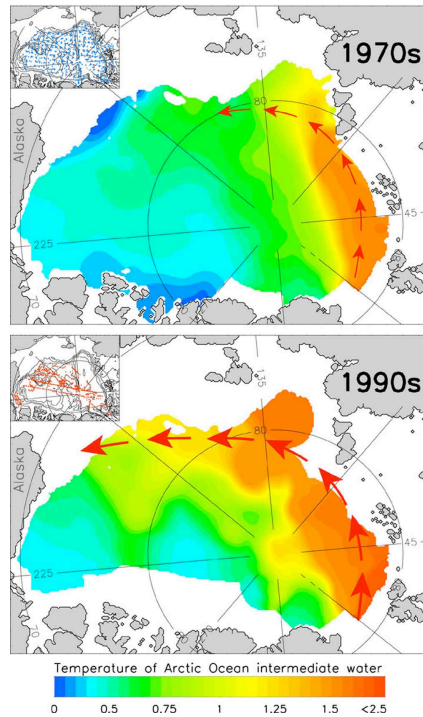 1970s
135
80
Alaska
45
225
70
1990s
135
80
Alaska
45
225
70
Temperature of Arctic Ocean intermediate water
0 0.5 0.75 1 1.25 1.5 <2.5